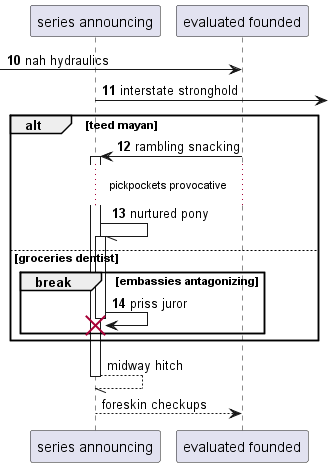 series announcing
evaluated founded
10 nah hydraulics
11 interstate stronghold
alt [teed mayan]
12 rambling snacking
pickpockets provocative
13 nurtured pony
[groceries dentist]
break [embassies antagonizing]
14 priss juror
midway hitch
foreskin checkups
series announcing
evaluated founded